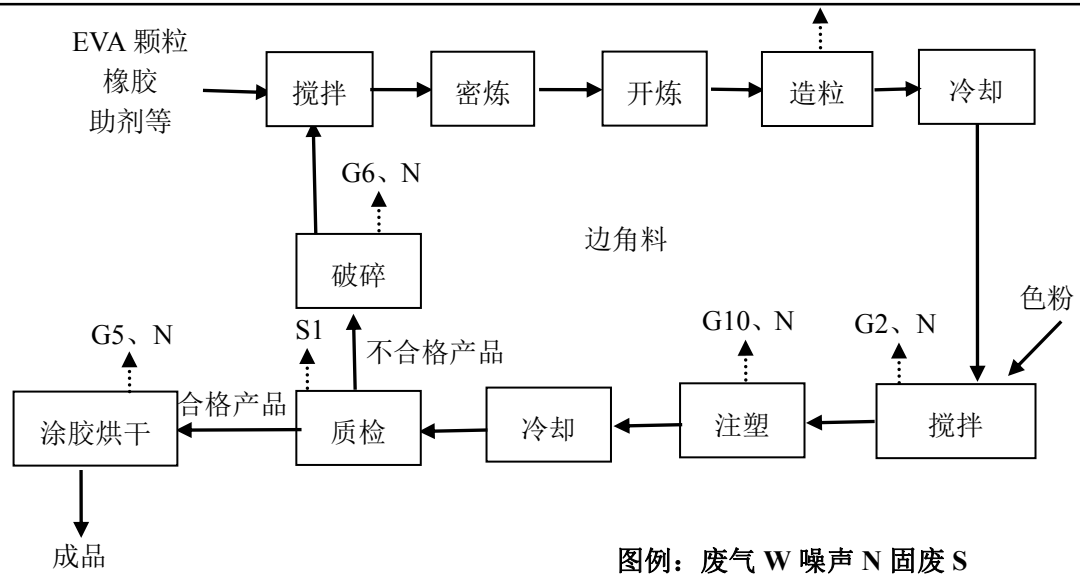 EVA 颗粒
橡胶
助剂等
搅拌
密炼
开炼
造粒
冷却
G6、N
破碎
边角料
色粉
G5、N
S1
不合格产品
G10、N
G2、N
涂胶烘干
合格产品
质检
冷却
注塑
搅拌
成品
图例：废气 W 噪声 N 固废 S